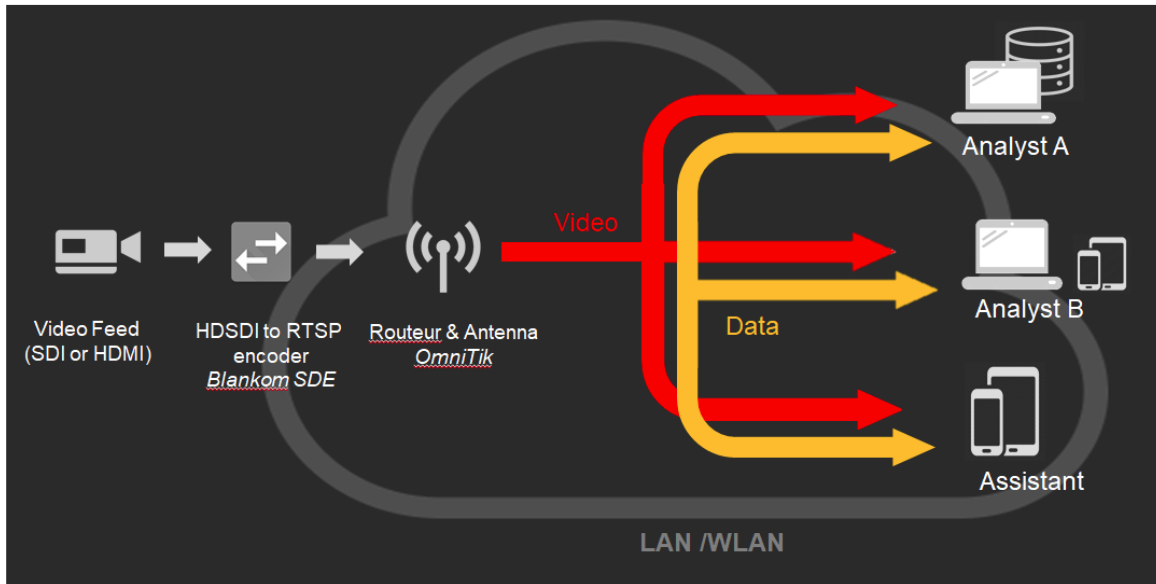 Video Feed
(SDI or HDMI)
HDSDI to RTSP
encoder
Blankom SDE
Routeur & Antenna
OmniTik
Video
Data
Analyst A
Analyst B
Assistant
LAN /WLAN